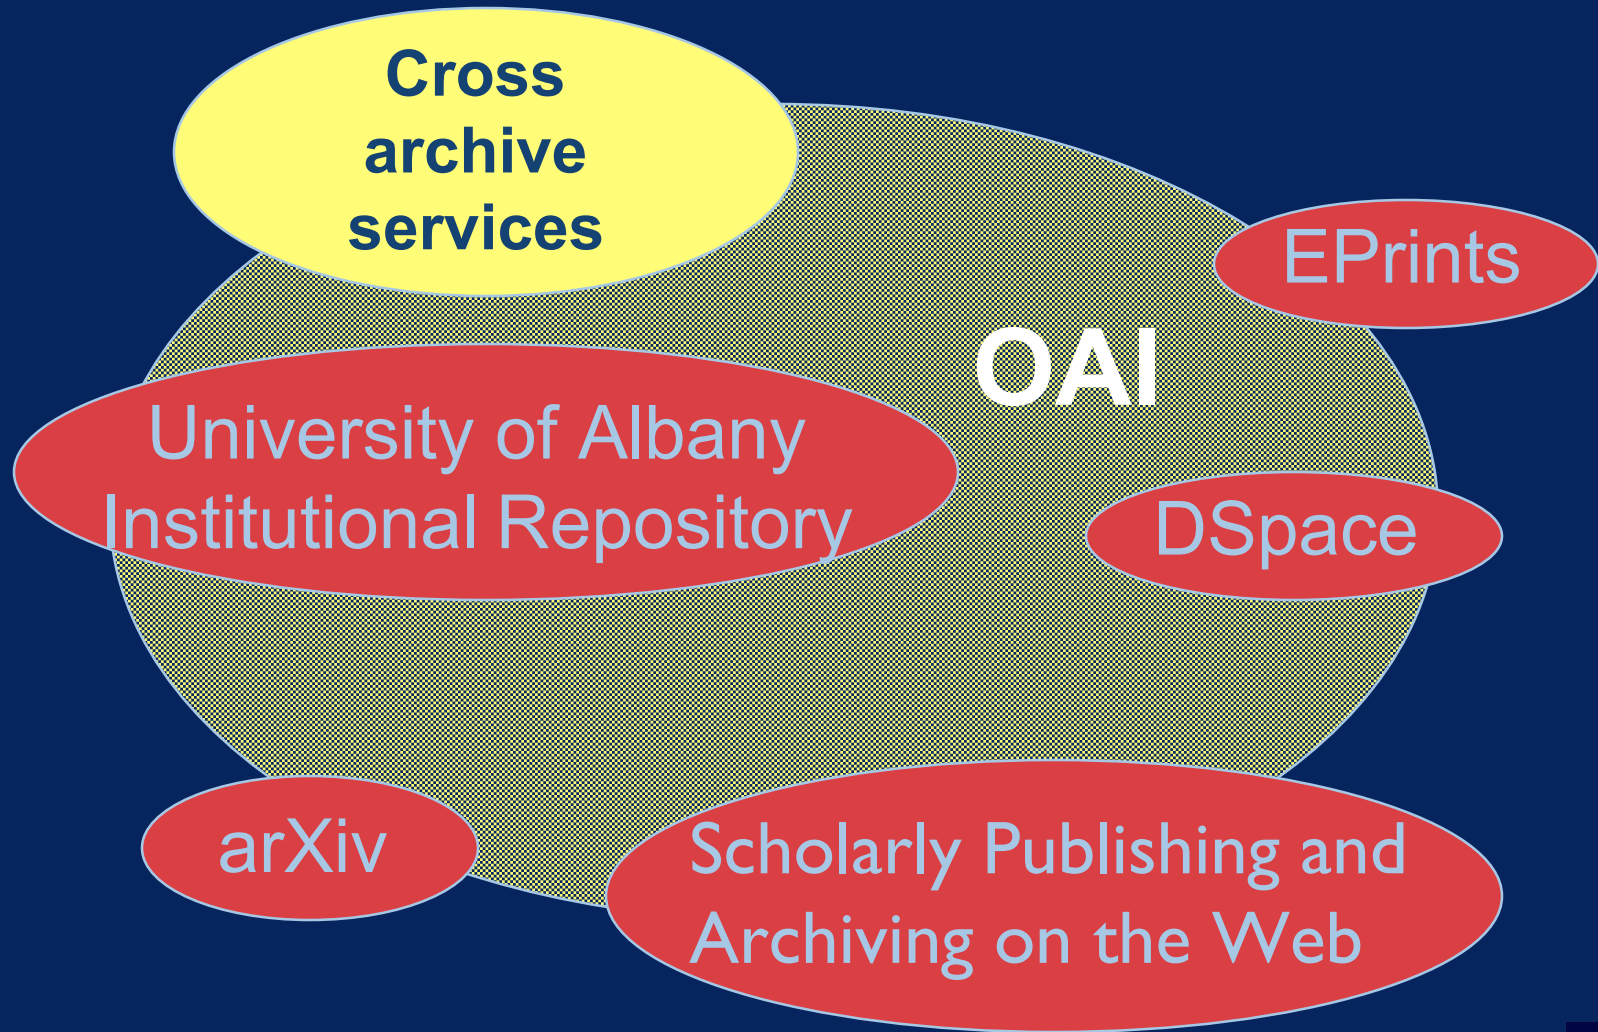 Cross
archive
services
EPrints
OAI
University of Albany
Institutional Repository
DSpace
arXiv
Scholarly Publishing and
Archiving on the Web